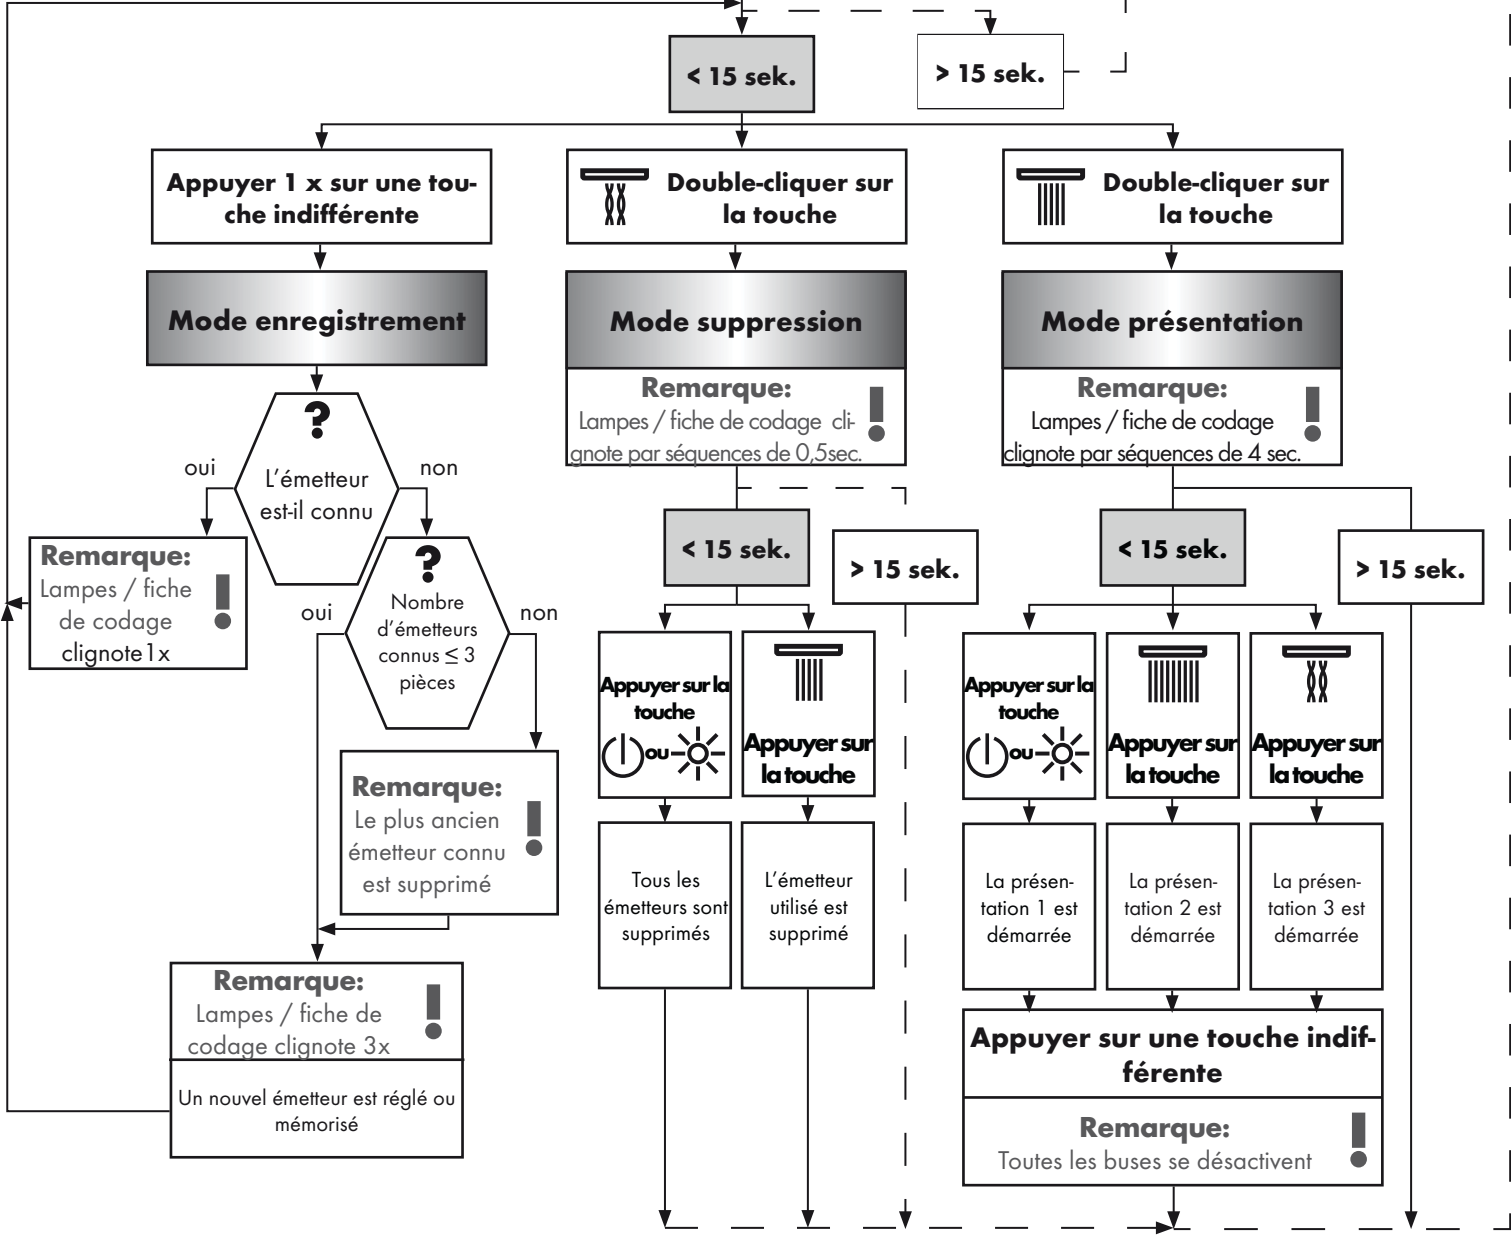 < 15 sek.
> 15 sek.
Appuyer 1 x sur une tou-
che indifférente
Double-cliquer sur
la touche
Double-cliquer sur
la touche
Mode enregistrement
Mode suppression
Mode présentation
Remarque:
Lampes / fiche de codage cli-
gnote par séquences de 0,5sec.
!
Remarque:
Lampes / fiche de codage
clignote par séquences de 4 sec.
!
?
L'émetteur
est-il connu
oui
non
Remarque:
Lampes / fiche
de codage
clignote1x
!
?
Nombre
d'émetteurs
connus ≤ 3
pièces
oui
non
Remarque:
Le plus ancien
émetteur connu
est supprimé
!
Remarque:
Lampes / fiche de
codage clignote 3x
!
Un nouvel émetteur est réglé ou
mémorisé
< 15 sek.
> 15 sek.
Appuyer sur la
touche
ou
Appuyer sur
la touche
Tous les
émetteurs sont
supprimés
L'émetteur
utilisé est
supprimé
< 15 sek.
> 15 sek.
Appuyer sur la
touche
ou
Appuyer sur
la touche
Appuyer sur
la touche
La présen-
tation 1 est
démarrée
La présen-
tation 2 est
démarrée
La présen-
tation 3 est
démarrée
Appuyer sur une touche indif-
férente
Remarque:
Toutes les buses se désactivent
!